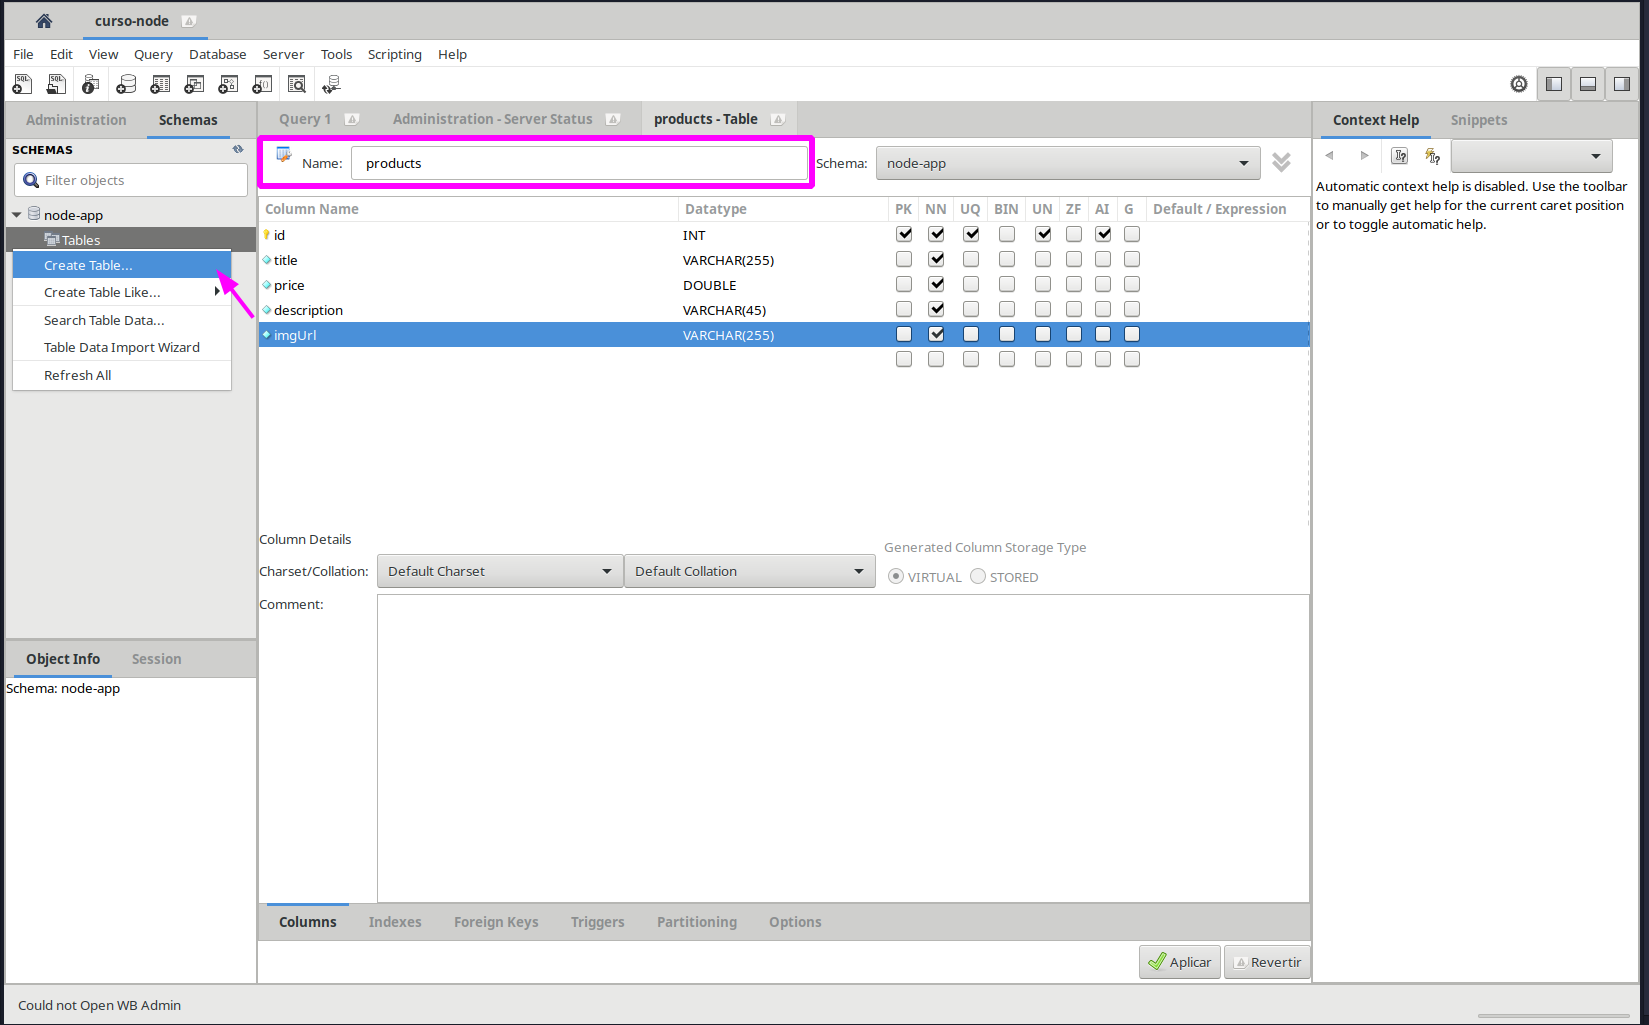 curso-node
File Edit View Query Database Server Tools Scripting Help
SQL SQL
Administration Schemas
SCHEMAS
Filter objects
node-app
Tables
Create Table...
Create Table Like...
Search Table Data...
Table Data Import Wizard
Refresh All
Object Info Session
Schema: node-app
Query 1 Administration - Server Status products - Table
Name: products Schema: node-app
Column Name Datatype PK NN UQ BIN UN ZF AI G Default / Expression
id INT
title VARCHAR(255)
price DOUBLE
description VARCHAR(45)
imgUrl VARCHAR(255)
Column Details
Generated Column Storage Type
Charset/Collation: Default Charset Default Collation VIRTUAL STORED
Comment:
Columns Indexes Foreign Keys Triggers Partitioning Options
Aplicar Revertir
Context Help Snippets
Automatic context help is disabled. Use the toolbar
to manually get help for the current caret position
or to toggle automatic help.
Could not Open WB Admin